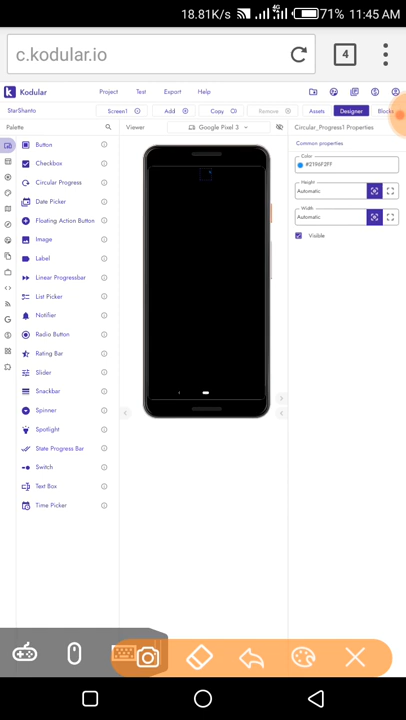 18.81K/s 4G 71% 11:45 AM
c.kodular.io 4
Kodular Project Test Export Help
StarShanto Screen1 Add Copy Remove Assets Designer Blocks
Palette Viewer Google Pixel 3 Circular_Progress1 Properties
Common properties
Button
Checkbox
Circular Progress
Date Picker
Floating Action Button
Image
Label
Linear Progressbar
List Picker
Notifier
Radio Button
Rating Bar
Slider
Snackbar
Spinner
Spotlight
State Progress Bar
Switch
Text Box
Time Picker
Color
#2196F3FF
Height
Automatic
Width
Automatic
Visible